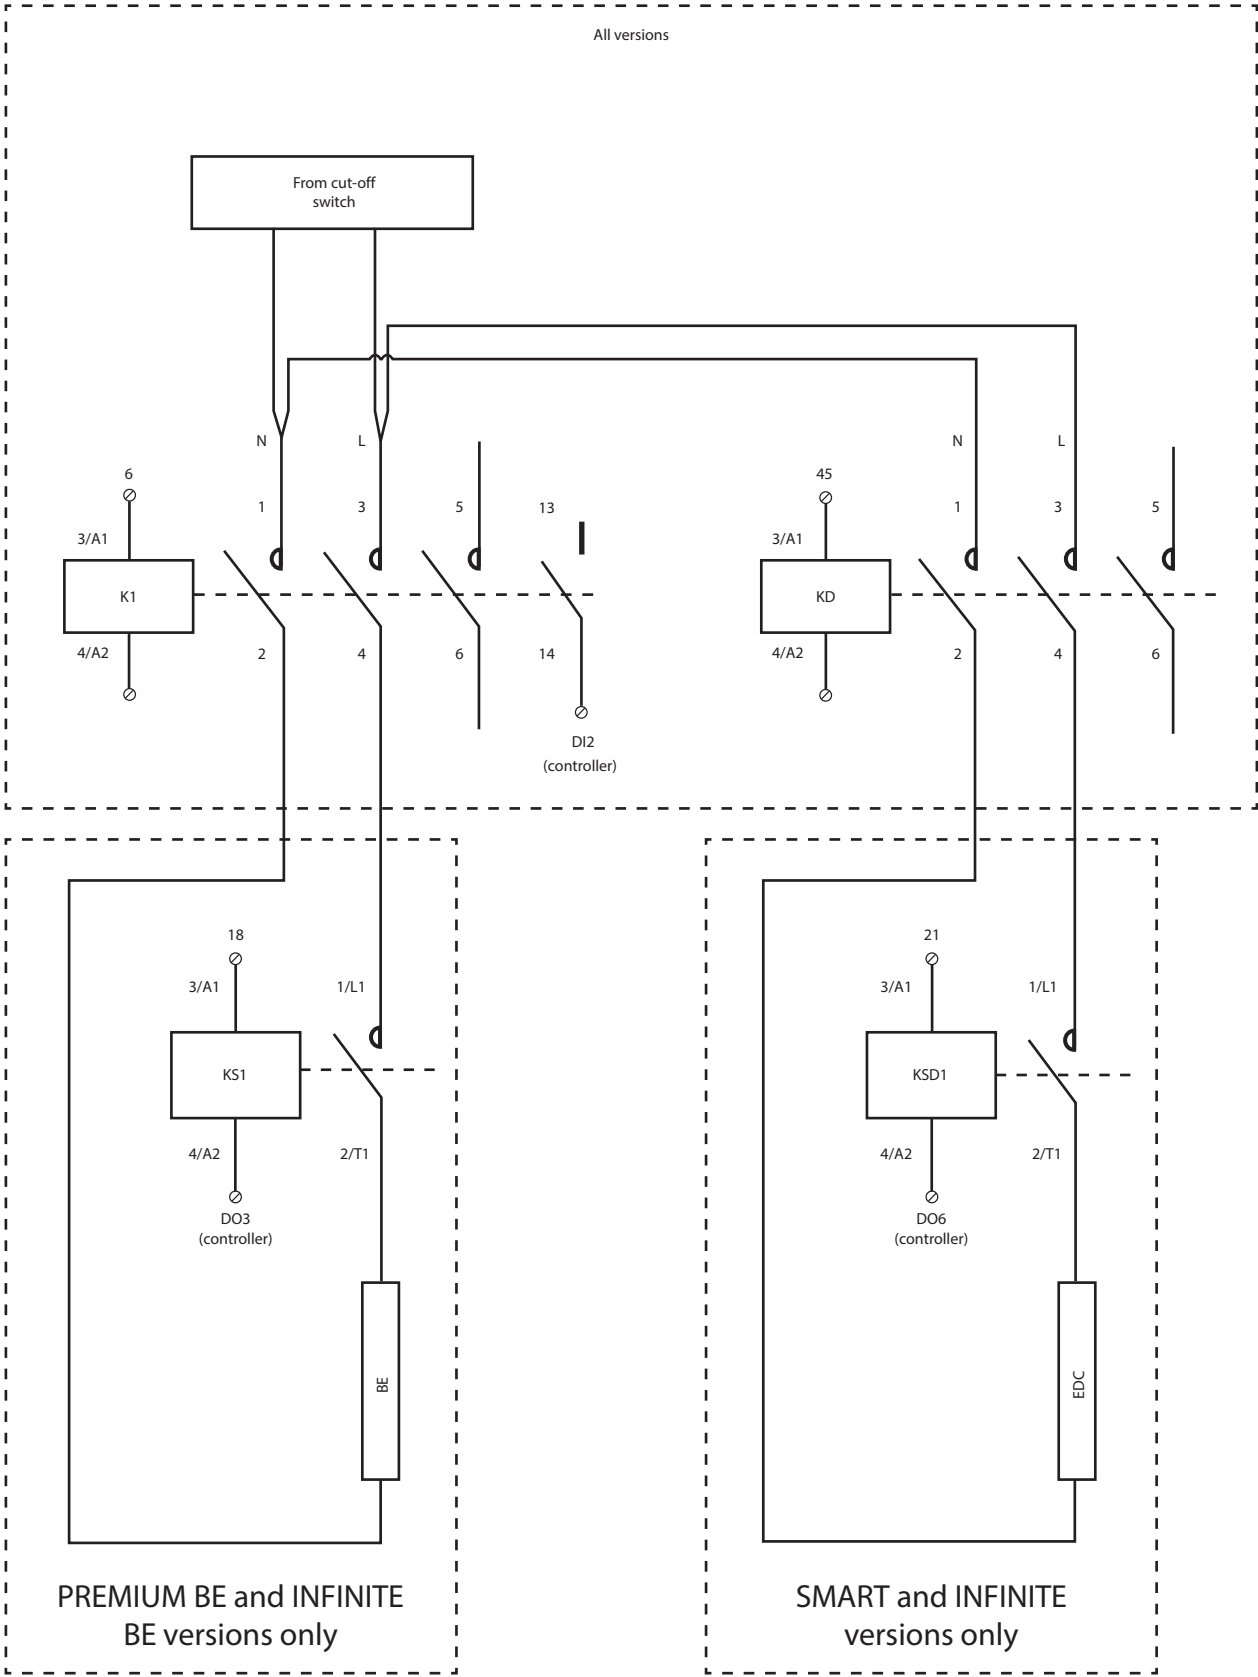 All versions
From cut-off
switch
N
L
N
L
6
45
1
3
5
13
1
3
5
3/A1
3/A1
K1
KD
4/A2
2
4
6
14
4/A2
2
4
6
DI2
(controller)
18
21
3/A1
1/L1
3/A1
1/L1
KS1
KSD1
4/A2
2/T1
4/A2
2/T1
DO3
(controller)
DO6
(controller)
BE
EDC
PREMIUM BE and INFINITE
BE versions only
SMART and INFINITE
versions only